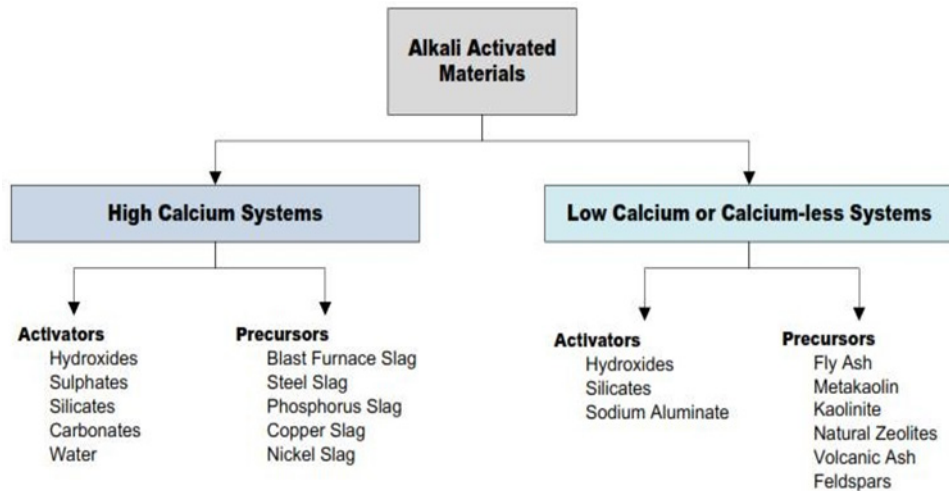 Alkali Activated
Materials
High Calcium Systems
Low Calcium or Calcium-less Systems
Activators
Hydroxides
Sulphates
Silicates
Carbonates
Water
Precursors
Blast Furnace Slag
Steel Slag
Phosphorus Slag
Copper Slag
Nickel Slag
Activators
Hydroxides
Silicates
Sodium Aluminate
Precursors
Fly Ash
Metakaolin
Kaolinite
Natural Zeolites
Volcanic Ash
Feldspars